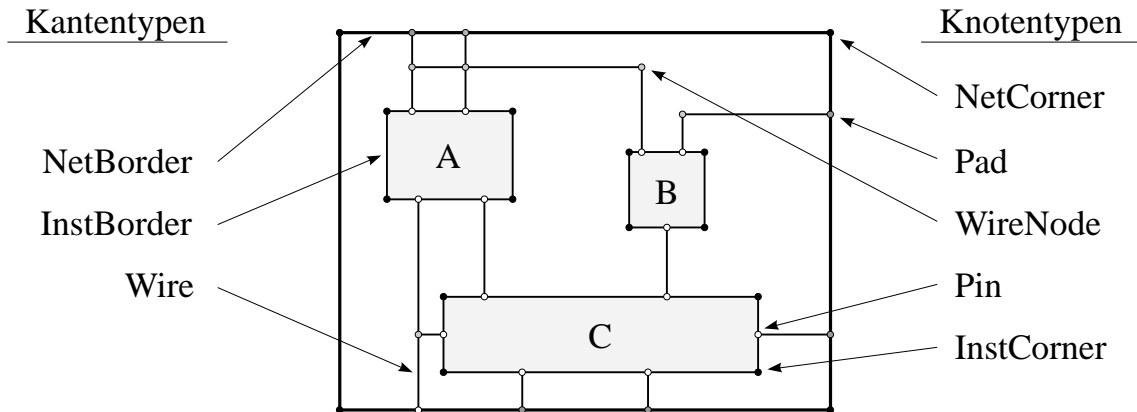 Kantentypen
Knotentypen
NetCorner
NetBorder
A
Pad
B
InstBorder
WireNode
Wire
Pin
C
InstCorner